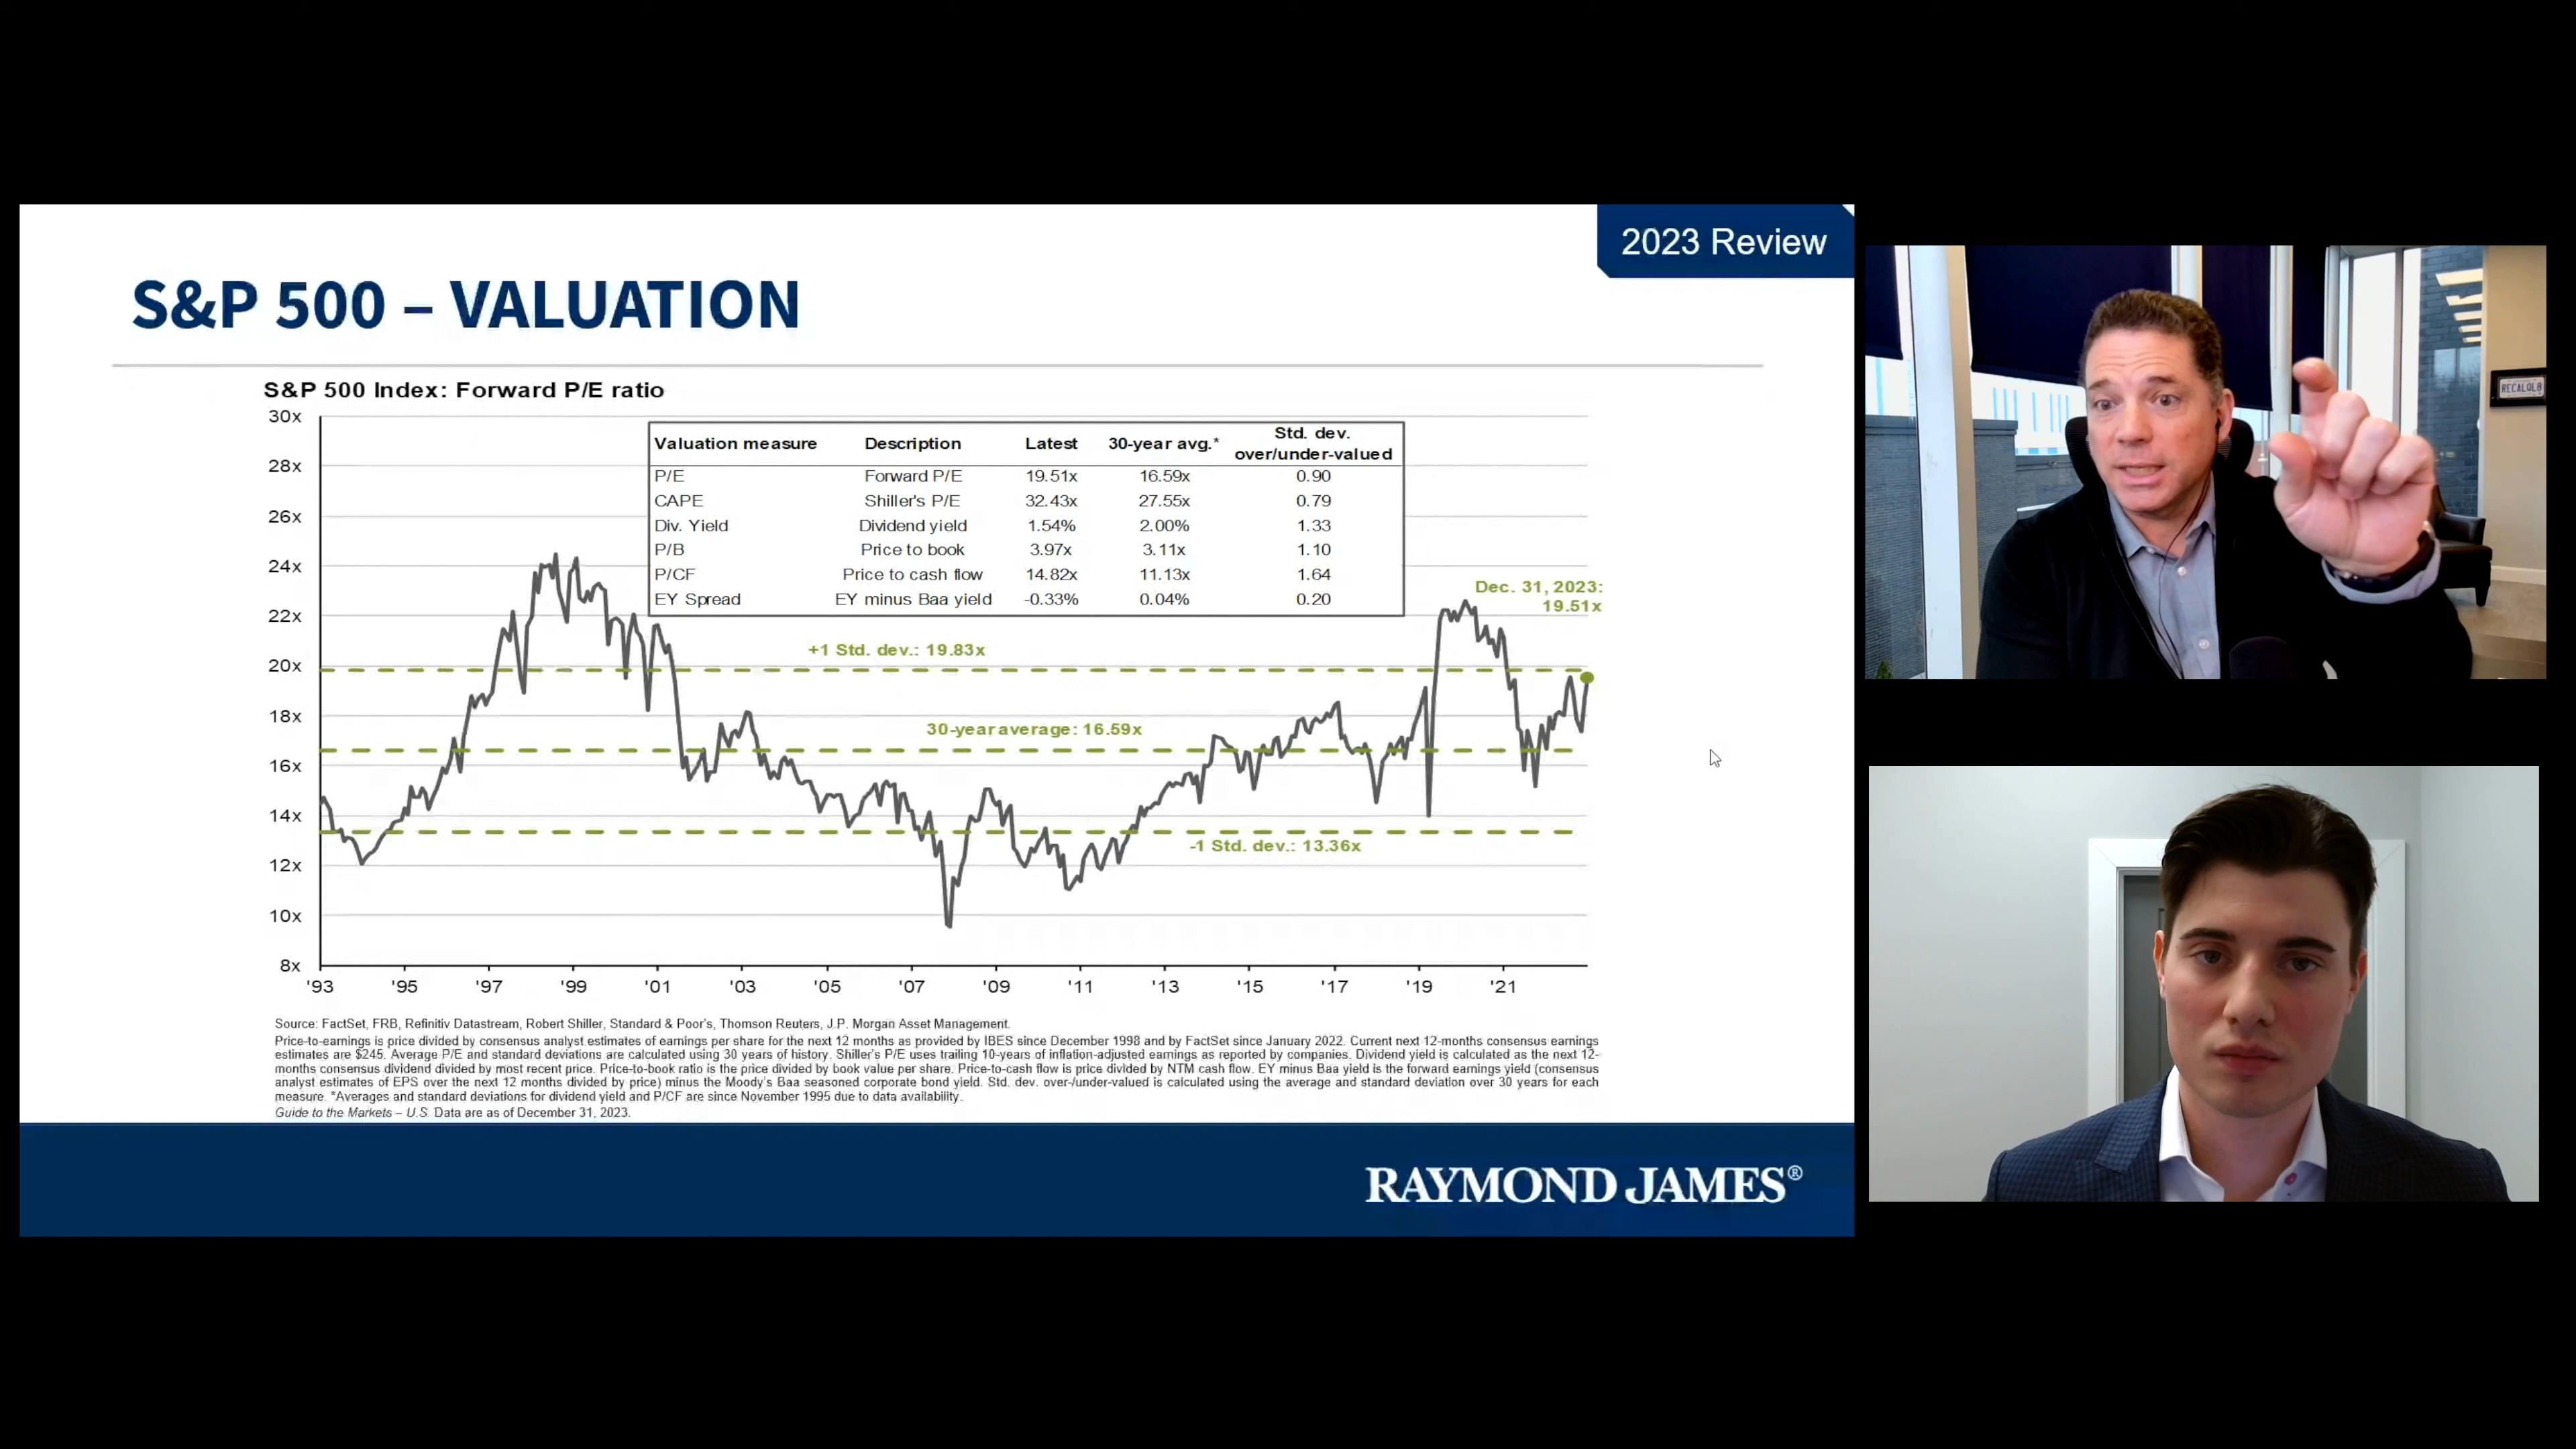 2023 Review
S&P 500 – VALUATION
S&P 500 Index: Forward P/E ratio
30x
28x
26x
24x
22x
20x
18x
16x
14x
12x
10x
8x
Valuation measure Description Latest 30-year avg.* Std. dev. over/under-valued
P/E Forward P/E 19.51x 16.59x 0.90
CAPE Shiller's P/E 32.43x 27.55x 0.79
Div. Yield Dividend yield 1.54% 2.00% 1.33
P/B Price to book 3.97x 3.11x 1.10
P/CF Price to cash flow 14.82x 11.13x 1.64
EY Spread EY minus Baa yield -0.33% 0.04% 0.20
Dec. 31, 2023:
19.51x
+1 Std. dev.: 19.83x
30-year average: 16.59x
-1 Std. dev.: 13.36x
'93 '95 '97 '99 '01 '03 '05 '07 '09 '11 '13 '15 '17 '19 '21
Source: FactSet, FRB, Refinitiv Datastream, Robert Shiller, Standard & Poor's, Thomson Reuters, J.P. Morgan Asset Management.
Price-to-earnings is price divided by consensus analyst estimates of earnings per share for the next 12 months as provided by IBES since December 1998 and by FactSet since January 2022. Current next 12-months consensus earnings
estimates are $245. Average P/E and standard deviations are calculated using 30 years of history. Shiller's P/E uses trailing 10-years of inflation-adjusted earnings as reported by companies. Dividend yield is calculated as the next 12-
months consensus dividend divided by most recent price. Price-to-book ratio is the price divided by book value per share. Price-to-cash flow is price divided by NTM cash flow. EY minus Baa yield is the forward earnings yield (consensus
analyst estimates of EPS over the next 12 months divided by price) minus the Moody's Baa seasoned corporate bond yield. Std. dev. over-/under-valued is calculated using the average and standard deviation over 30 years for each
measure. *Averages and standard deviations for dividend yield and P/CF are since November 1995 due to data availability.
Guide to the Markets – U.S. Data are as of December 31, 2023.
RAYMOND JAMES®